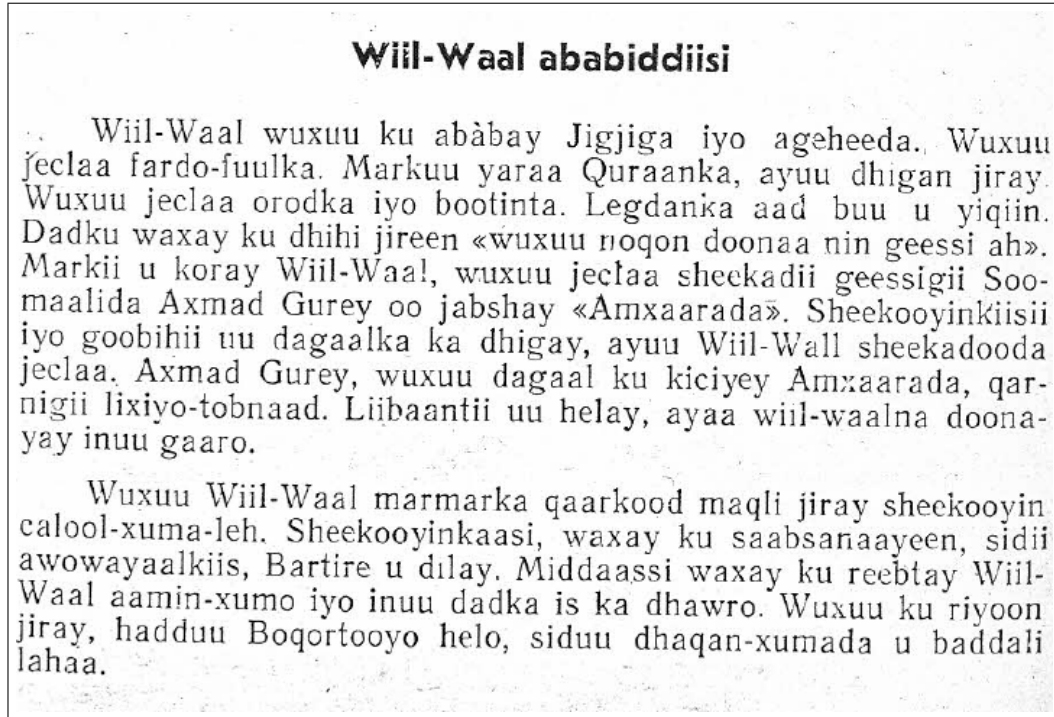 Wiil-Waal ababiddiisi
Wiil-Waal wuxuu ku abàbay Jigjiga iyo ageheeda. Wuxuu
jeclaa fardo-fuulka. Markuu yaraa Quraanka, ayuu dhigan jiray.
Wuxuu jeclaa orodka iyo bootinta. Legdanka aad buu u yiqiin.
Dadku waxay ku dhihi jireen «wuxuu noqon doonaa nin geessi ah».
Markii u koray Wiil-Waal, wuxuu jeclaa sheekadii geessigii Soo-
maalida Axmad Gurey oo jabshay «Amxaarada». Sheekooyinkiisii
iyo goobihii uu dagaalka ka dhigay, ayuu Wiil-Wall sheekadooda
jeclaa. Axmad Gurey, wuxuu dagaal ku kiciyey Amxaarada, qar-
nigii lixiyo-tobnaad. Liibaantii uu helay, ayaa wiil-waalna doona-
yay inuu gaaro.
Wuxuu Wiil-Waal marmarka qaarkood maqli jiray sheekooyin
calool-xuma-leh. Sheekooyinkaasi, waxay ku saabsanaayeen, sidii
awowayaalkiis, Bartire u dilay. Middaassi waxay ku reebtay Wiil-
Waal aamin-xumo iyo inuu dadka is ka dhawro. Wuxuu ku riyoon
jiray, hadduu Boqortooyo helo, siduu dhaqan-xumada u baddali
lahaa.